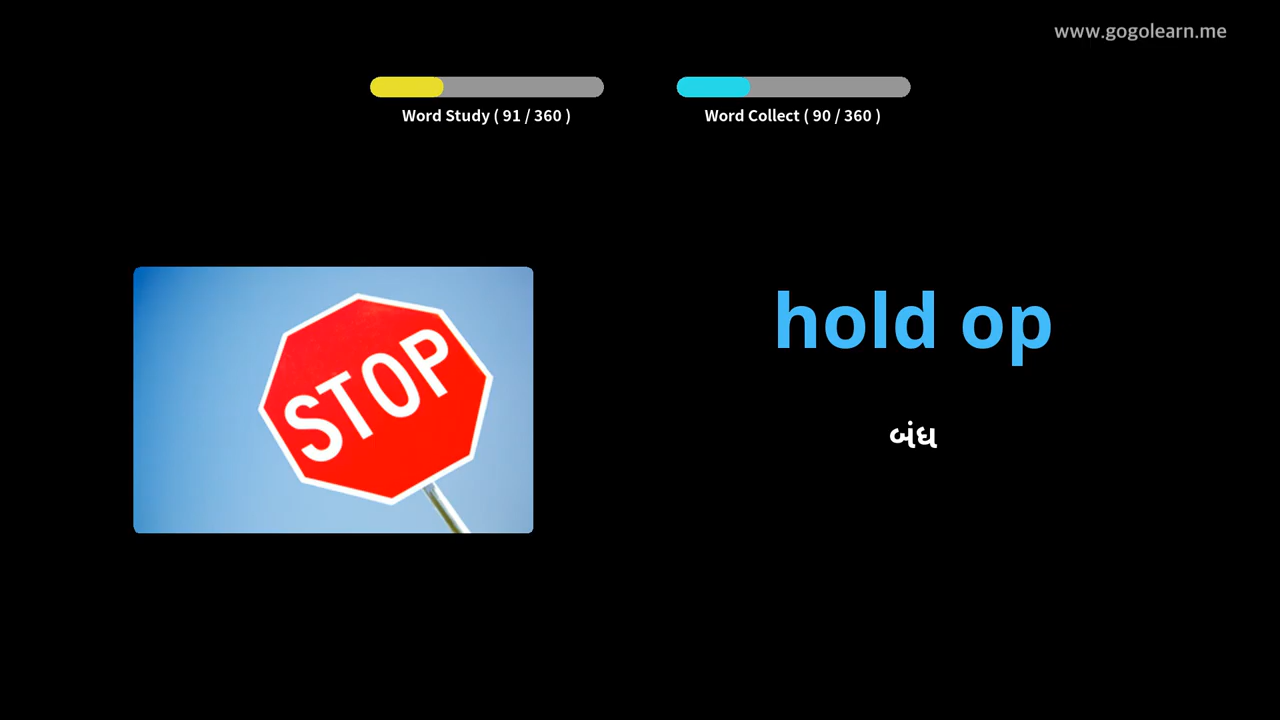 www.gogolearn.me
Word Study ( 91 / 360 )
Word Collect ( 90 / 360 )
STOP
hold op
બંધ